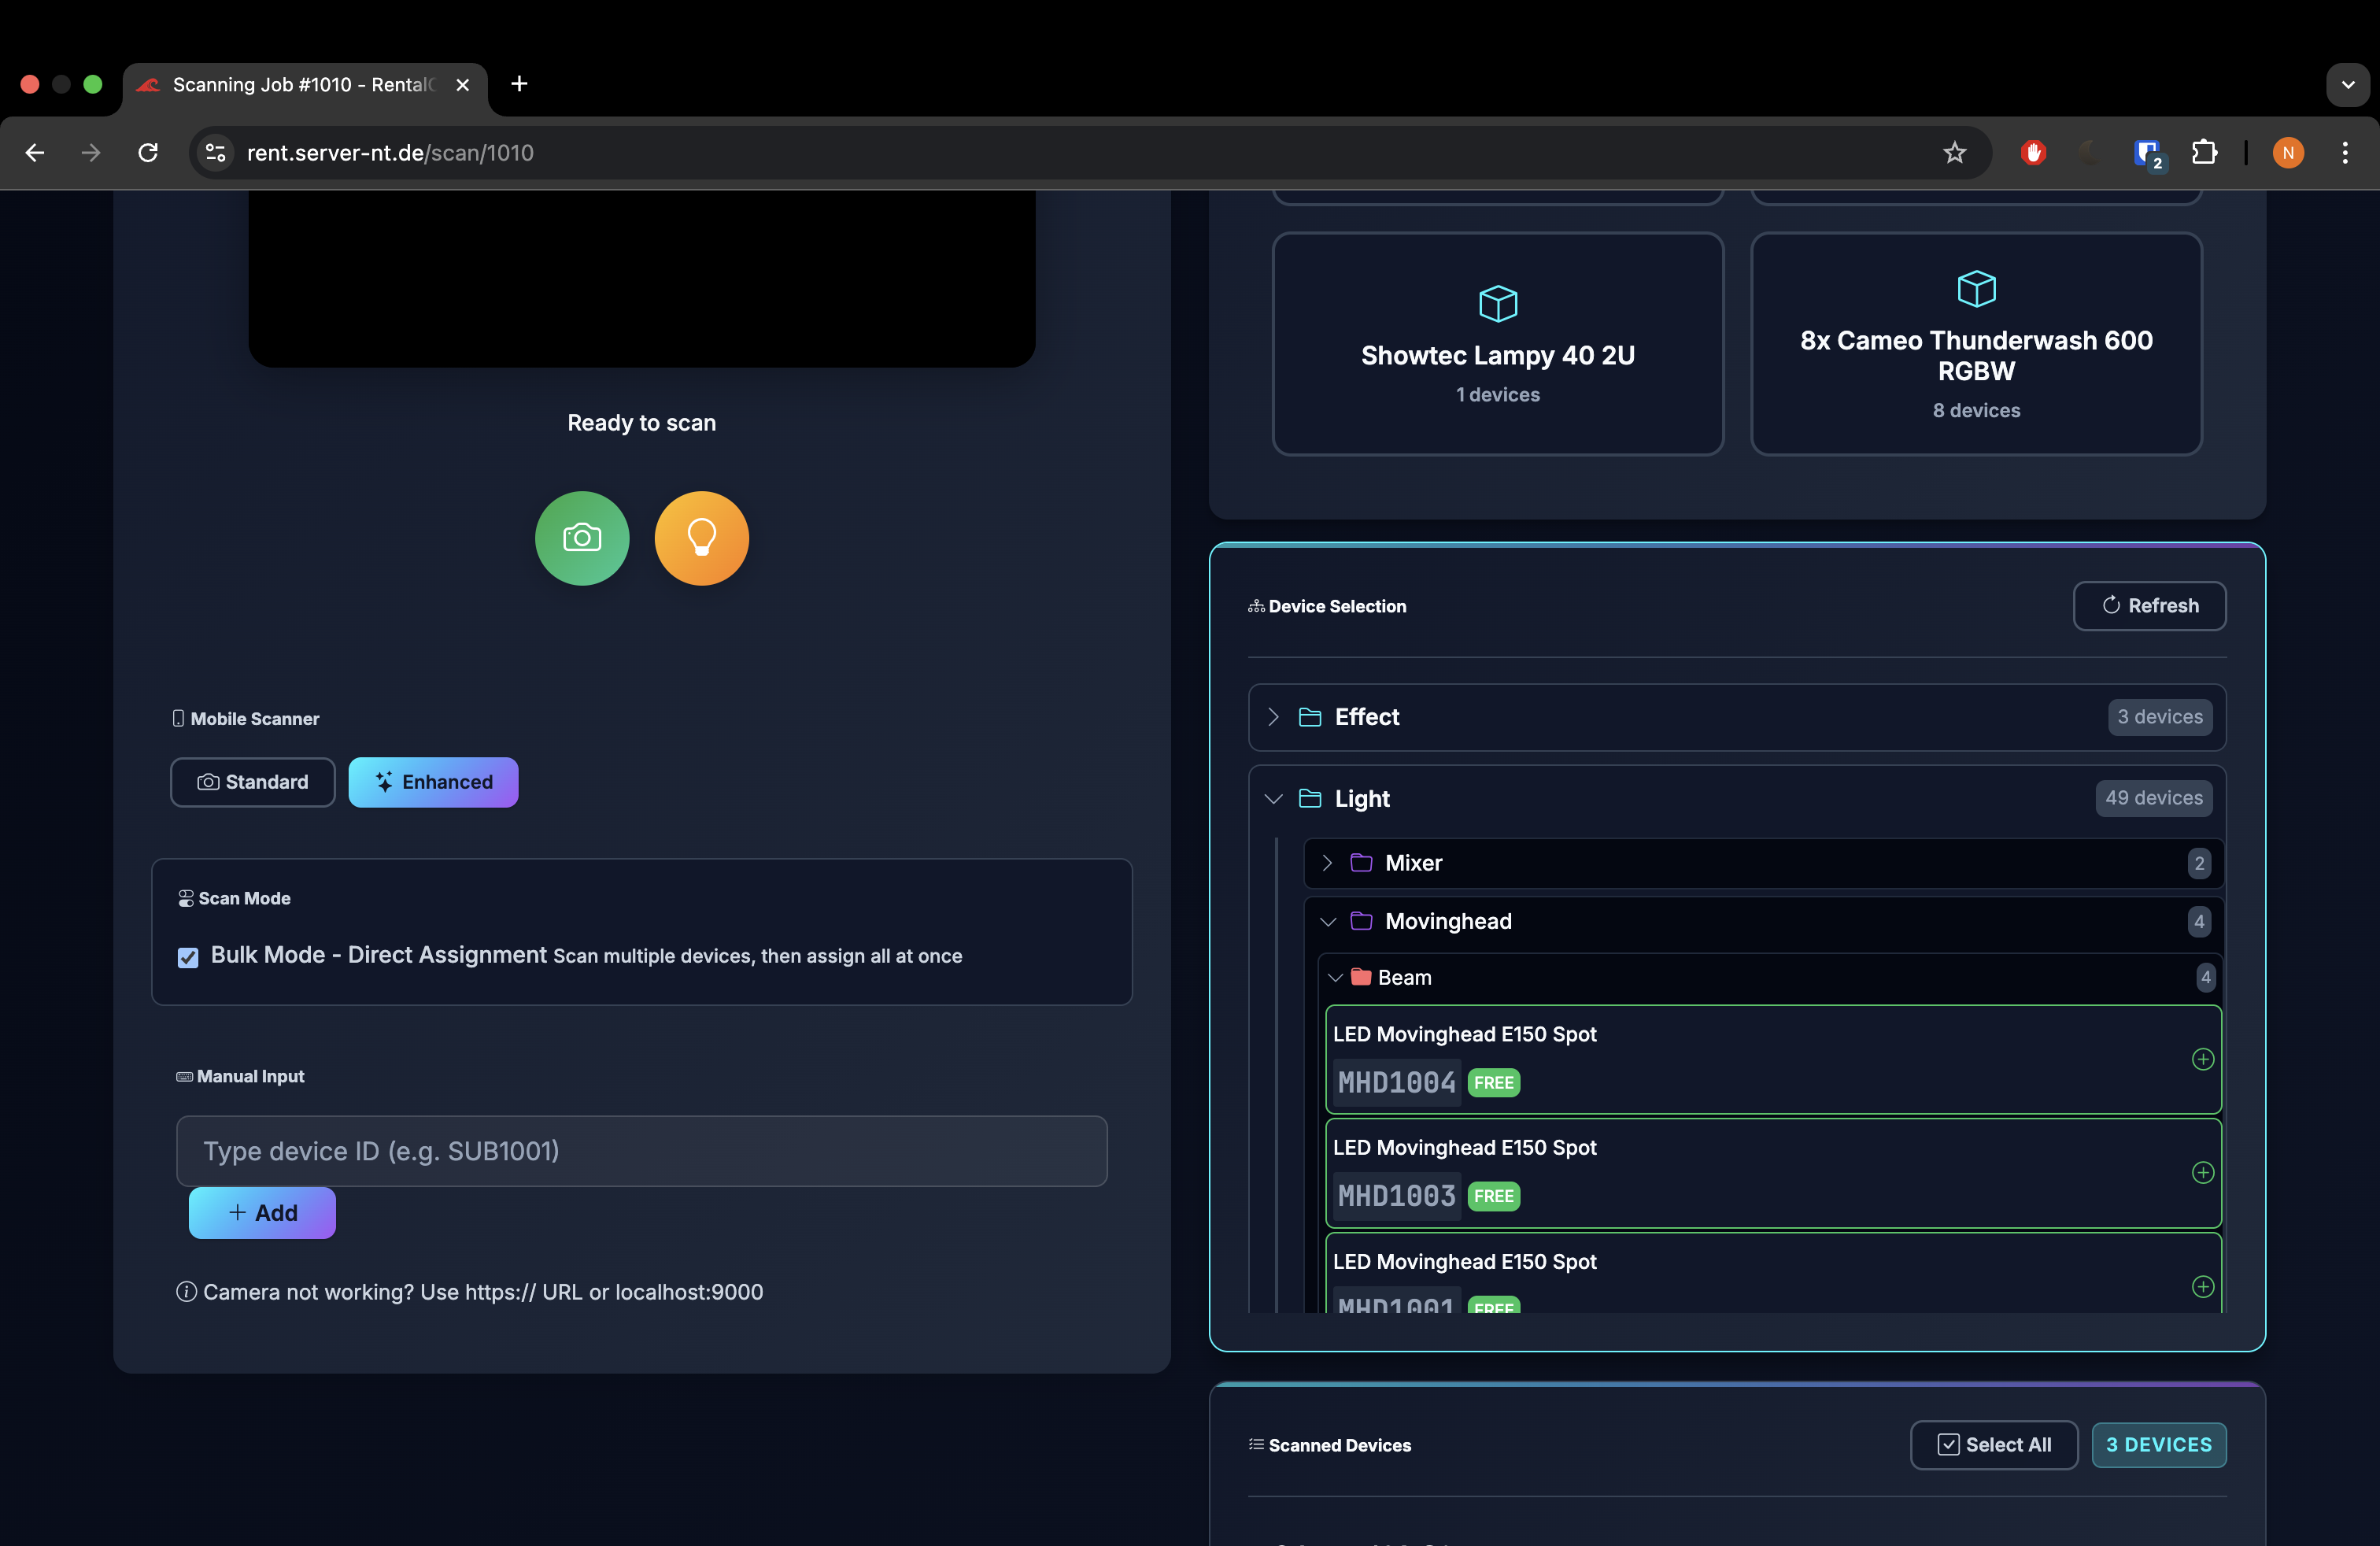 Scanning Job #1010 - Rental
rent.server-nt.de/scan/1010
2
N
Ready to scan
Mobile Scanner
Standard
Enhanced
Scan Mode
Bulk Mode - Direct Assignment Scan multiple devices, then assign all at once
Manual Input
Type device ID (e.g. SUB1001)
+ Add
Camera not working? Use https:// URL or localhost:9000
Showtec Lampy 40 2U
1 devices
8x Cameo Thunderwash 600
RGBW
8 devices
Device Selection
Refresh
Effect
3 devices
Light
49 devices
Mixer
2
Movinghead
4
Beam
4
LED Movinghead E150 Spot
MHD1004 FREE
LED Movinghead E150 Spot
MHD1003 FREE
LED Movinghead E150 Spot
MHD1001 FREE
Scanned Devices
Select All
3 DEVICES